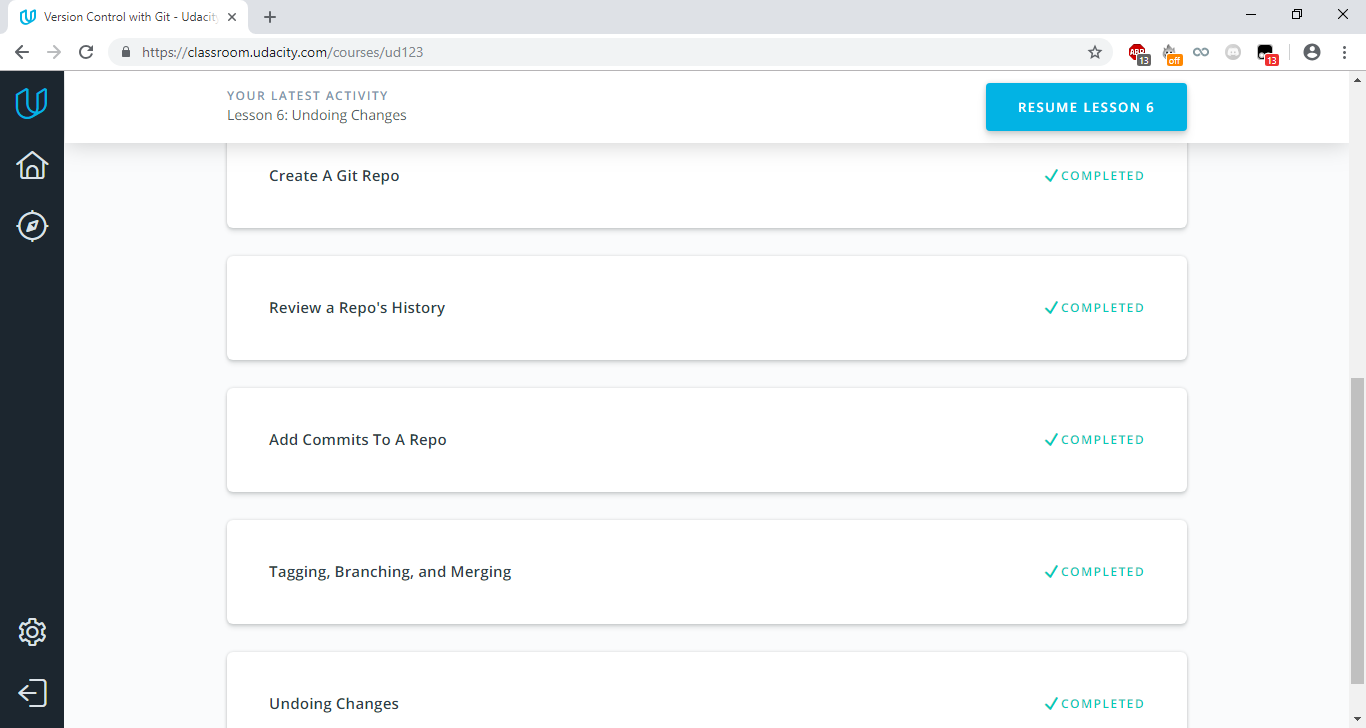 Version Control with Git - Udacity
https://classroom.udacity.com/courses/ud123
ABP
13
off
13
YOUR LATEST ACTIVITY
Lesson 6: Undoing Changes
RESUME LESSON 6
Create A Git Repo
COMPLETED
Review a Repo's History
COMPLETED
Add Commits To A Repo
COMPLETED
Tagging, Branching, and Merging
COMPLETED
Undoing Changes
COMPLETED